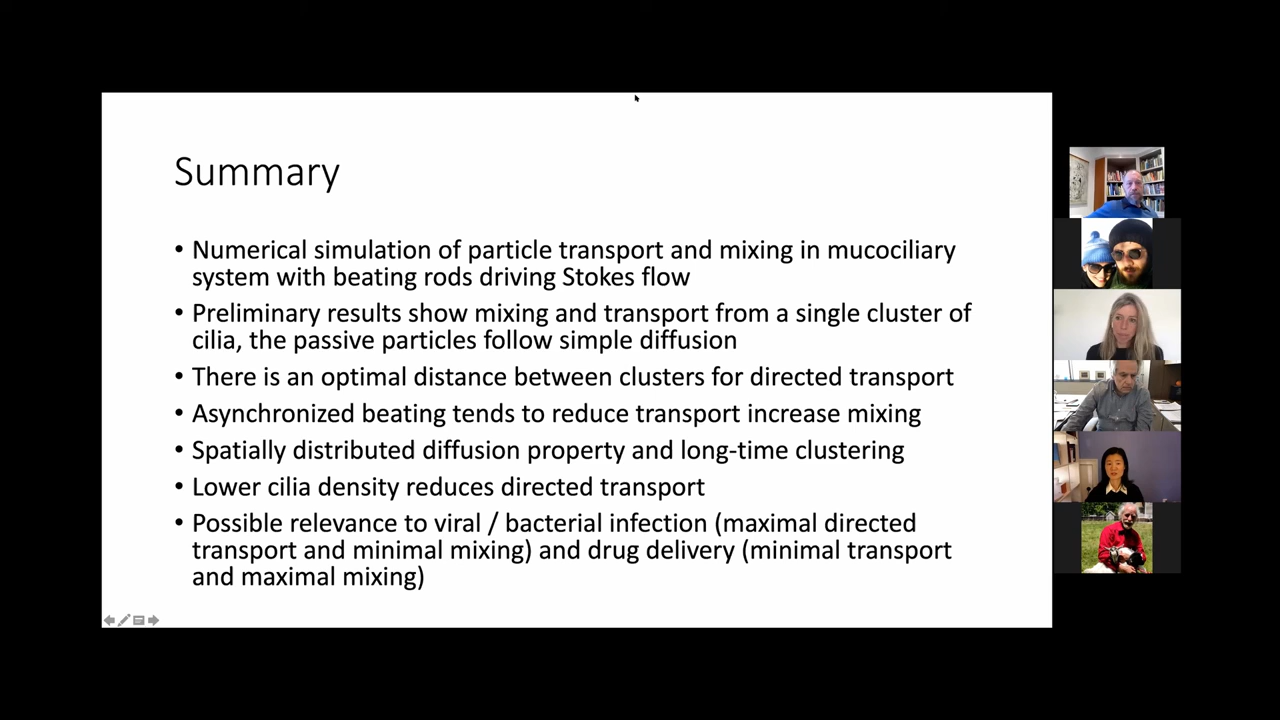 Summary
• Numerical simulation of particle transport and mixing in mucociliary
system with beating rods driving Stokes flow
• Preliminary results show mixing and transport from a single cluster of
cilia, the passive particles follow simple diffusion
• There is an optimal distance between clusters for directed transport
• Asynchronized beating tends to reduce transport increase mixing
• Spatially distributed diffusion property and long-time clustering
• Lower cilia density reduces directed transport
• Possible relevance to viral / bacterial infection (maximal directed
transport and minimal mixing) and drug delivery (minimal transport
and maximal mixing)